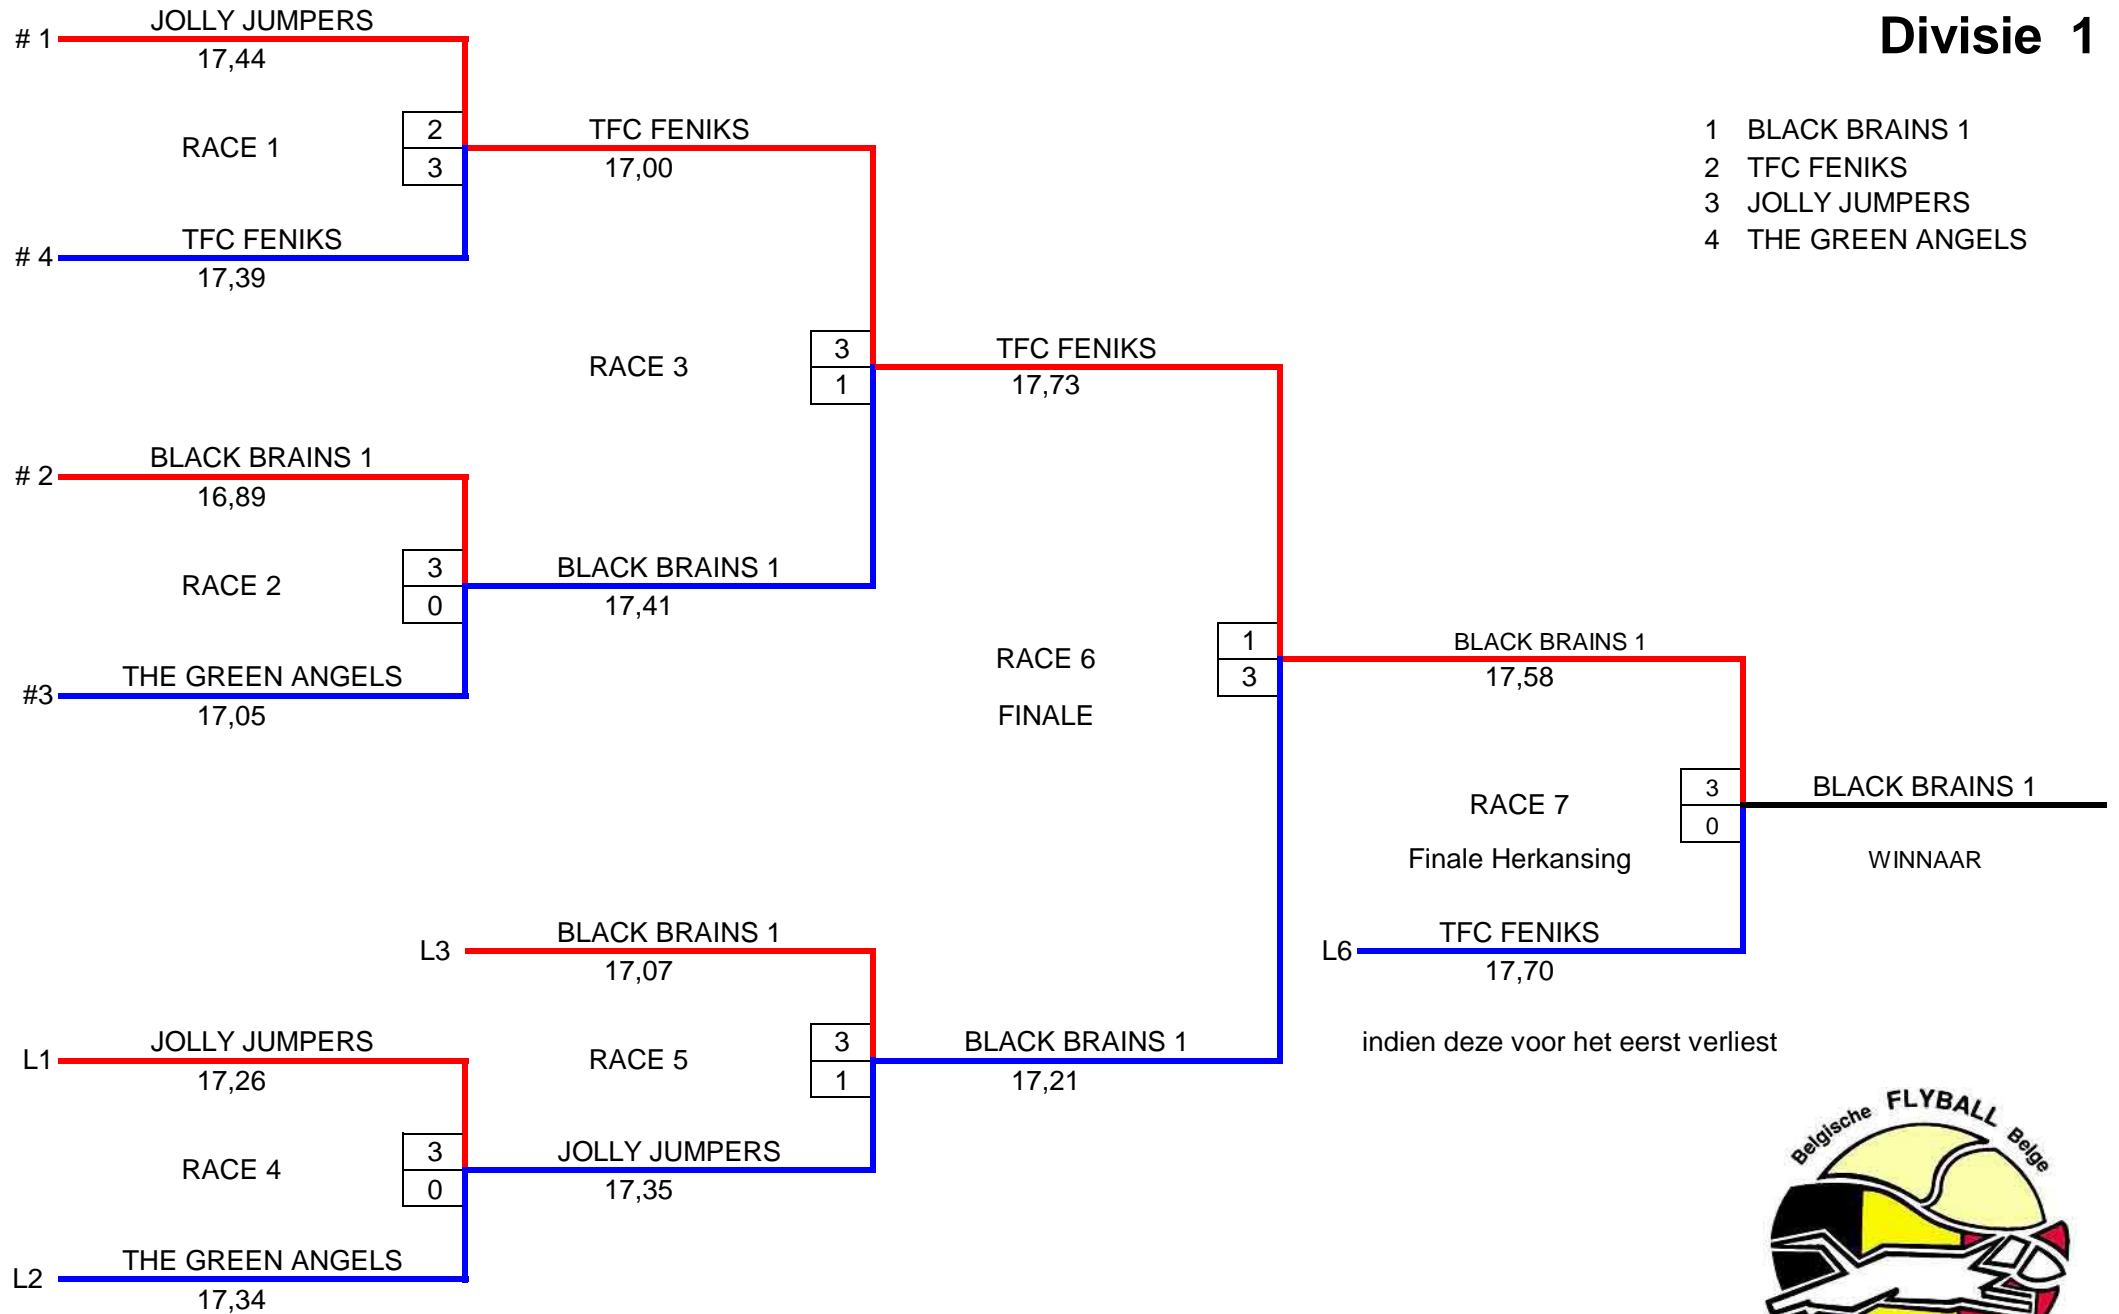 Divisie 1
1 BLACK BRAINS 1
2 TFC FENIKS
3 JOLLY JUMPERS
4 THE GREEN ANGELS
# 1
JOLLY JUMPERS
17,44
RACE 1
2
3
# 4
TFC FENIKS
17,39
TFC FENIKS
17,00
RACE 3
3
1
# 2
BLACK BRAINS 1
16,89
RACE 2
3
0
#3
THE GREEN ANGELS
17,05
BLACK BRAINS 1
17,41
TFC FENIKS
17,73
RACE 6
FINALE
1
3
BLACK BRAINS 1
17,58
RACE 7
Finale Herkansing
3
0
BLACK BRAINS 1
WINNAAR
L6
TFC FENIKS
17,70
indien deze voor het eerst verliest
L3
BLACK BRAINS 1
17,07
RACE 5
3
1
BLACK BRAINS 1
17,21
L1
JOLLY JUMPERS
17,26
RACE 4
3
0
JOLLY JUMPERS
17,35
L2
THE GREEN ANGELS
17,34
Belgische FLYBALL Belge